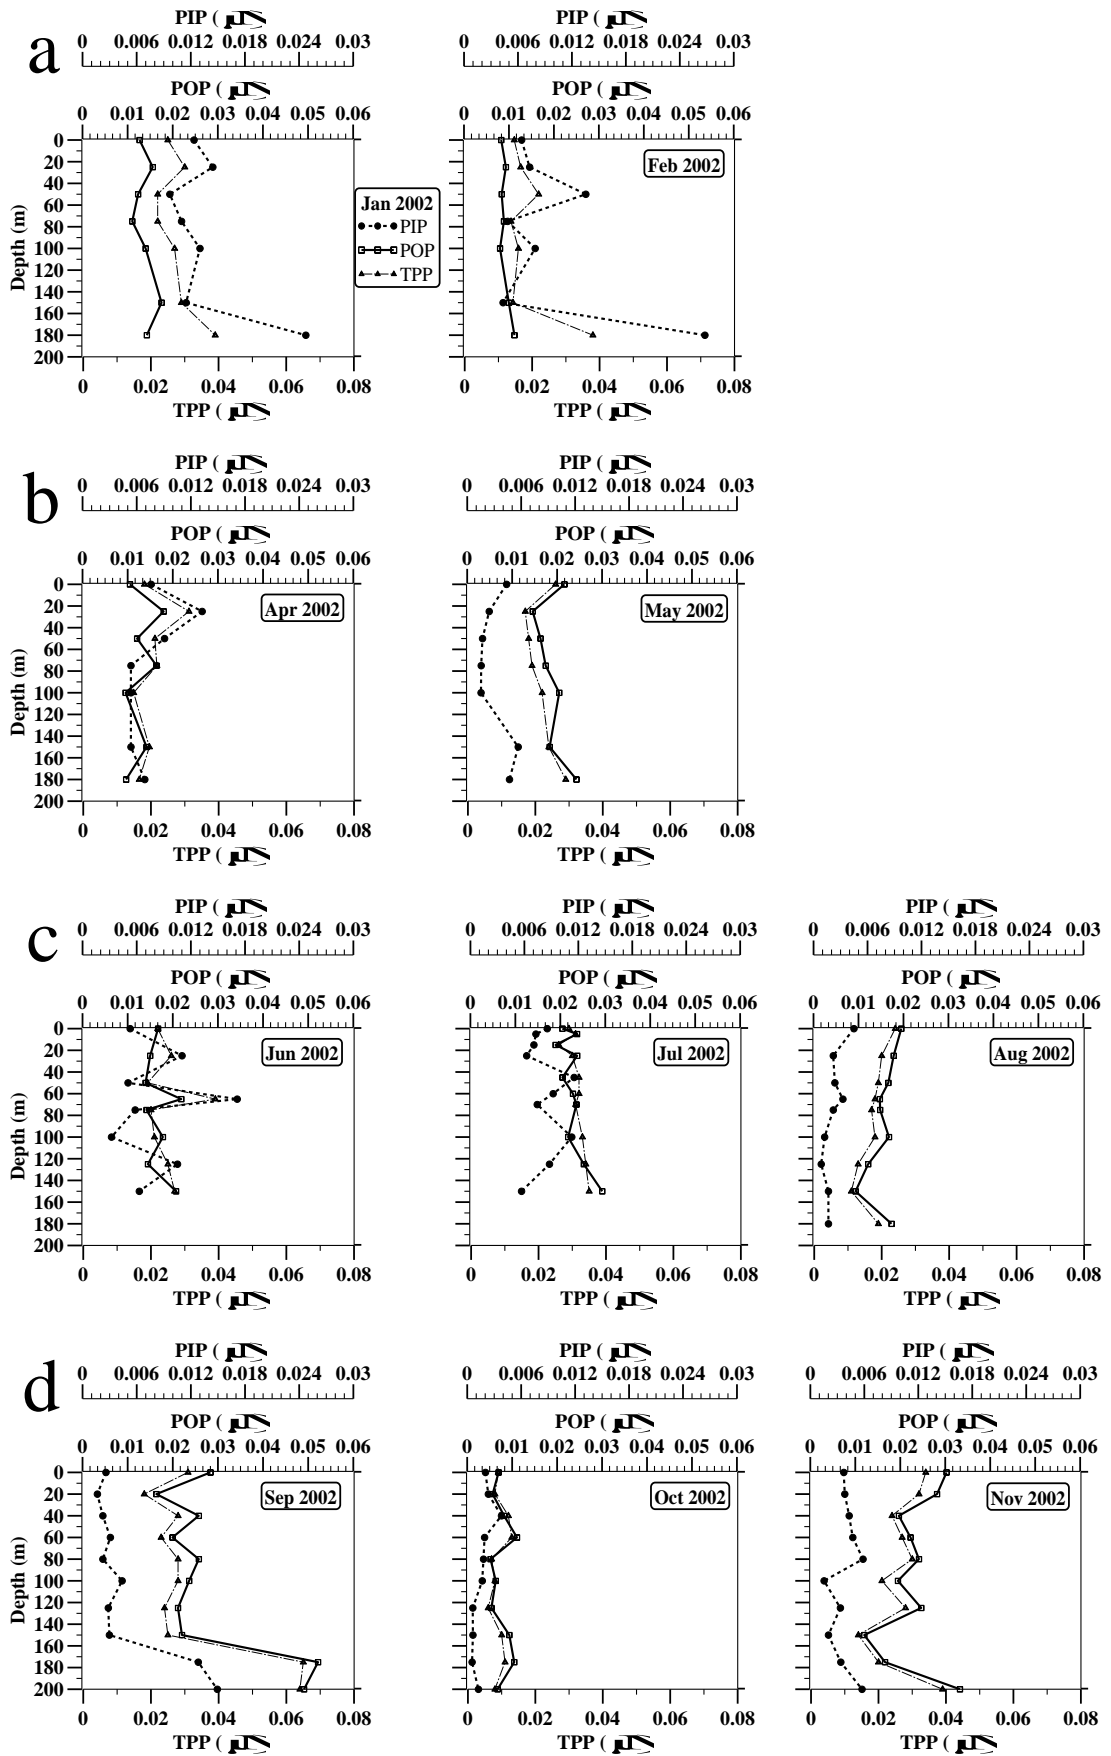 a
PIP ( PIP (
0 0.006 0.012 0.018 0.024 0.03 0 0.006 0.012 0.018 0.024 0.03
POP ( POP (
0 0.01 0.02 0.03 0.04 0.05 0.06 0 0.01 0.02 0.03 0.04 0.05 0.06
Depth (m)
0
20
40
60
80
100
120
140
160
180
200
Jan 2002
PIP
POP
TPP
Feb 2002
0 0.02 0.04 0.06 0.08 0 0.02 0.04 0.06 0.08
TPP ( TPP (
b
PIP ( PIP (
0 0.006 0.012 0.018 0.024 0.03 0 0.006 0.012 0.018 0.024 0.03
POP ( POP (
0 0.01 0.02 0.03 0.04 0.05 0.06 0 0.01 0.02 0.03 0.04 0.05 0.06
Depth (m)
0
20
40
60
80
100
120
140
160
180
200
Apr 2002
May 2002
0 0.02 0.04 0.06 0.08 0 0.02 0.04 0.06 0.08
TPP ( TPP (
c
PIP ( PIP ( PIP (
0 0.006 0.012 0.018 0.024 0.03 0 0.006 0.012 0.018 0.024 0.03 0 0.006 0.012 0.018 0.024 0.03
POP ( POP ( POP (
0 0.01 0.02 0.03 0.04 0.05 0.06 0 0.01 0.02 0.03 0.04 0.05 0.06 0 0.01 0.02 0.03 0.04 0.05 0.06
Depth (m)
0
20
40
60
80
100
120
140
160
180
200
Jun 2002
Jul 2002
Aug 2002
0 0.02 0.04 0.06 0.08 0 0.02 0.04 0.06 0.08 0 0.02 0.04 0.06 0.08
TPP ( TPP ( TPP (
d
PIP ( PIP ( PIP (
0 0.006 0.012 0.018 0.024 0.03 0 0.006 0.012 0.018 0.024 0.03 0 0.006 0.012 0.018 0.024 0.03
POP ( POP ( POP (
0 0.01 0.02 0.03 0.04 0.05 0.06 0 0.01 0.02 0.03 0.04 0.05 0.06 0 0.01 0.02 0.03 0.04 0.05 0.06
Depth (m)
0
20
40
60
80
100
120
140
160
180
200
Sep 2002
Oct 2002
Nov 2002
0 0.02 0.04 0.06 0.08 0 0.02 0.04 0.06 0.08 0 0.02 0.04 0.06 0.08
TPP ( TPP ( TPP (